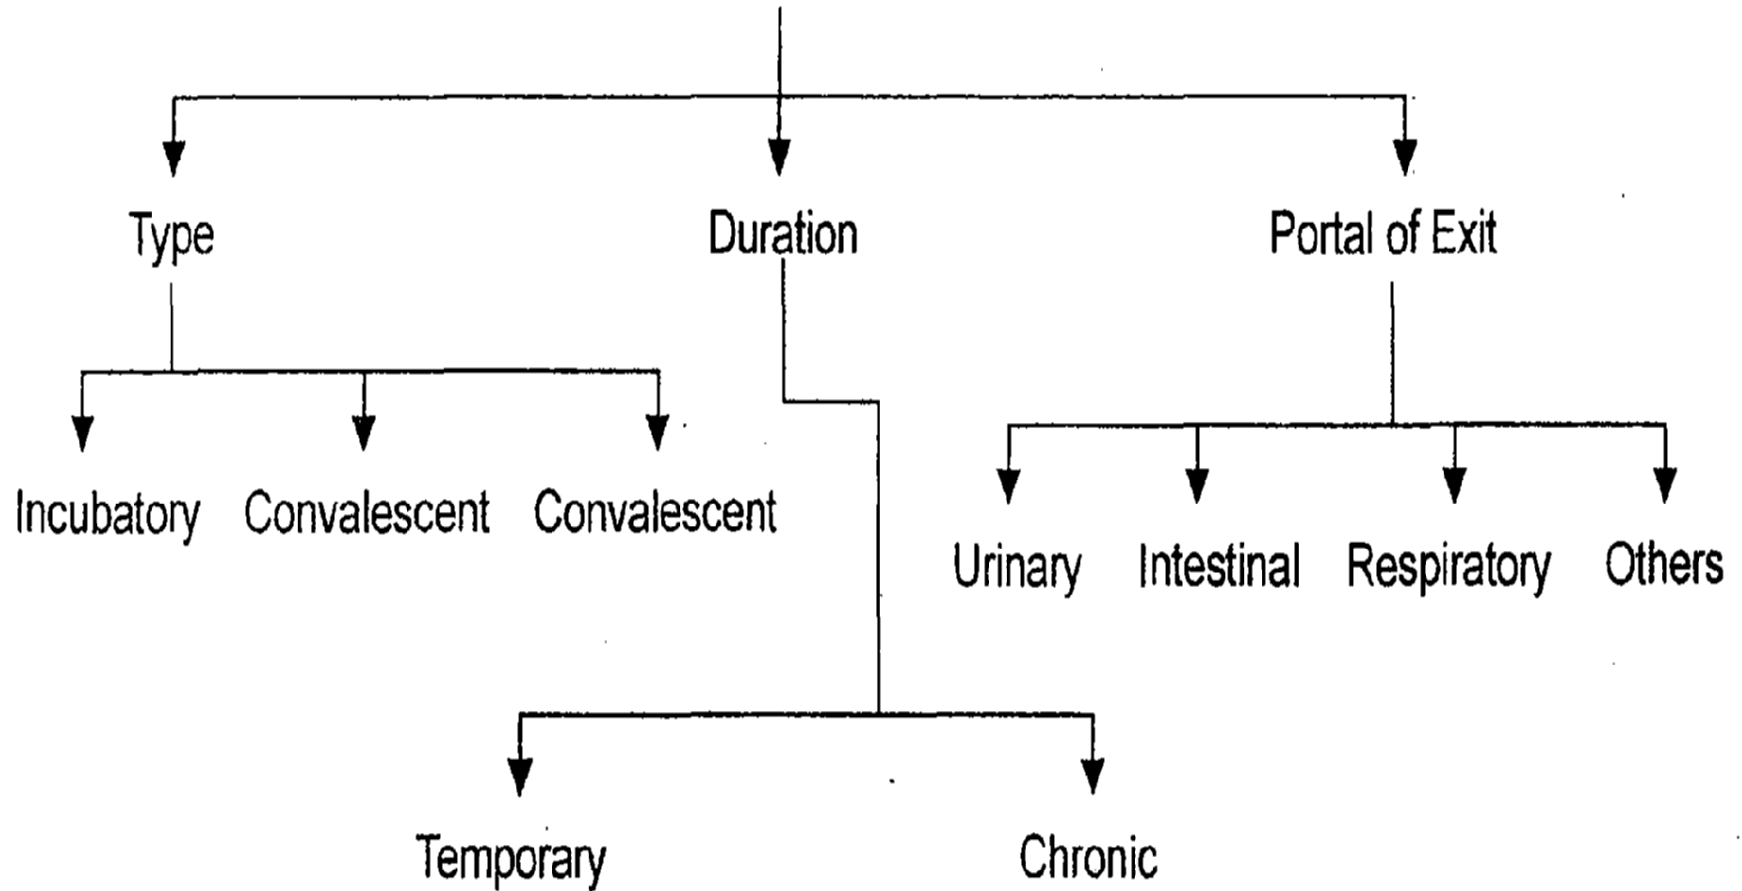 Type Duration Portal of Exit
Incubatory Convalescent Convalescent
Urinary Intestinal Respiratory Others
Temporary Chronic